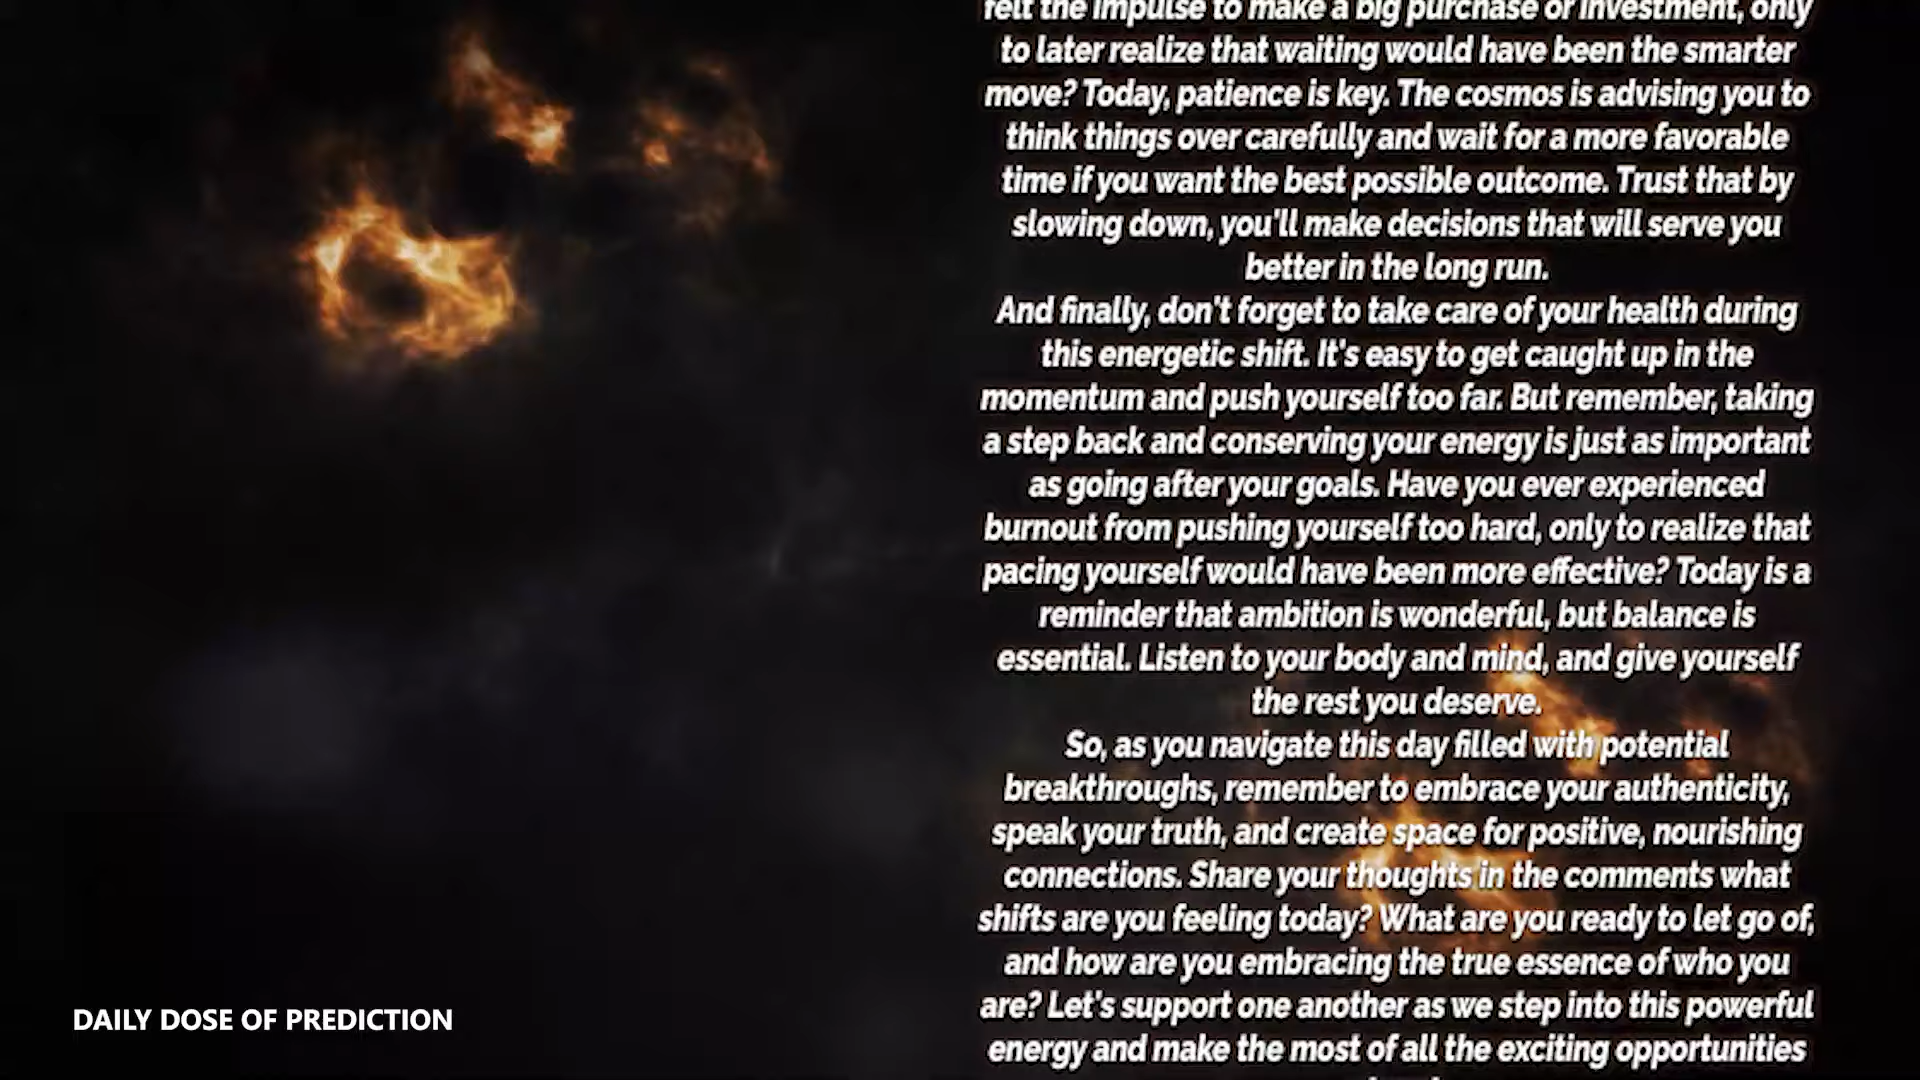 felt the impulse to make a big purchase or investment, only
to later realize that waiting would have been the smarter
move? Today, patience is key. The cosmos is advising you to
think things over carefully and wait for a more favorable
time if you want the best possible outcome. Trust that by
slowing down, you'll make decisions that will serve you
better in the long run.
And finally, don't forget to take care of your health during
this energetic shift. It's easy to get caught up in the
momentum and push yourself too far. But remember, taking
a step back and conserving your energy is just as important
as going after your goals. Have you ever experienced
burnout from pushing yourself too hard, only to realize that
pacing yourself would have been more effective? Today is a
reminder that ambition is wonderful, but balance is
essential. Listen to your body and mind, and give yourself
the rest you deserve.
So, as you navigate this day filled with potential
breakthroughs, remember to embrace your authenticity,
speak your truth, and create space for positive, nourishing
connections. Share your thoughts in the comments what
shifts are you feeling today? What are you ready to let go of,
and how are you embracing the true essence of who you
are? Let's support one another as we step into this powerful
energy and make the most of all the exciting opportunities
DAILY DOSE OF PREDICTION